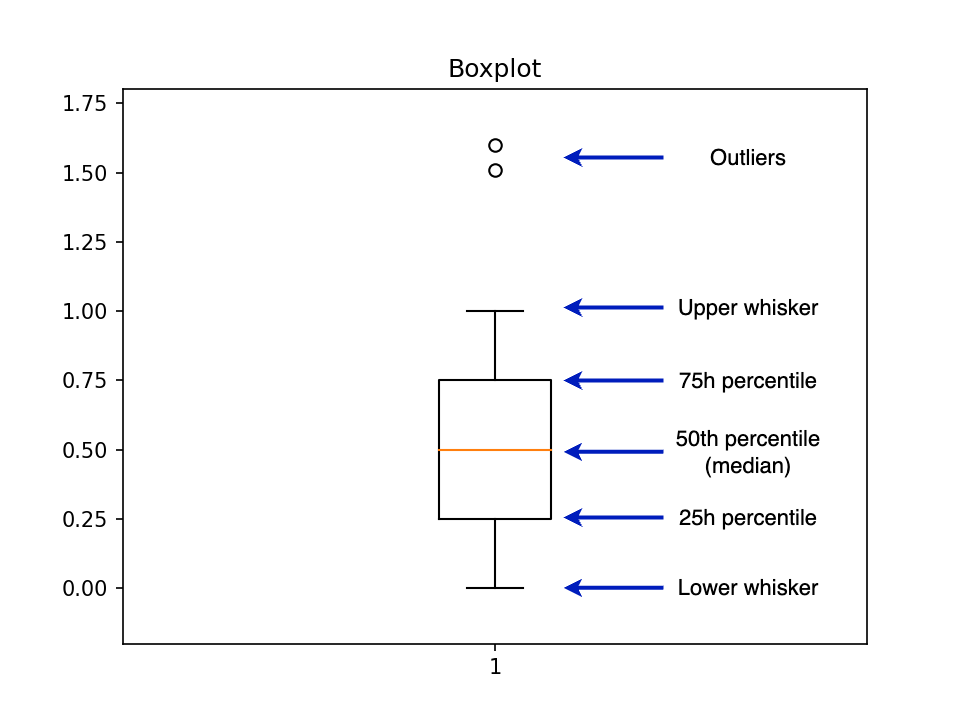 Boxplot
1.75
1.50
1.25
1.00
0.75
0.50
0.25
0.00
1
Outliers
Upper whisker
75h percentile
50th percentile
(median)
25h percentile
Lower whisker